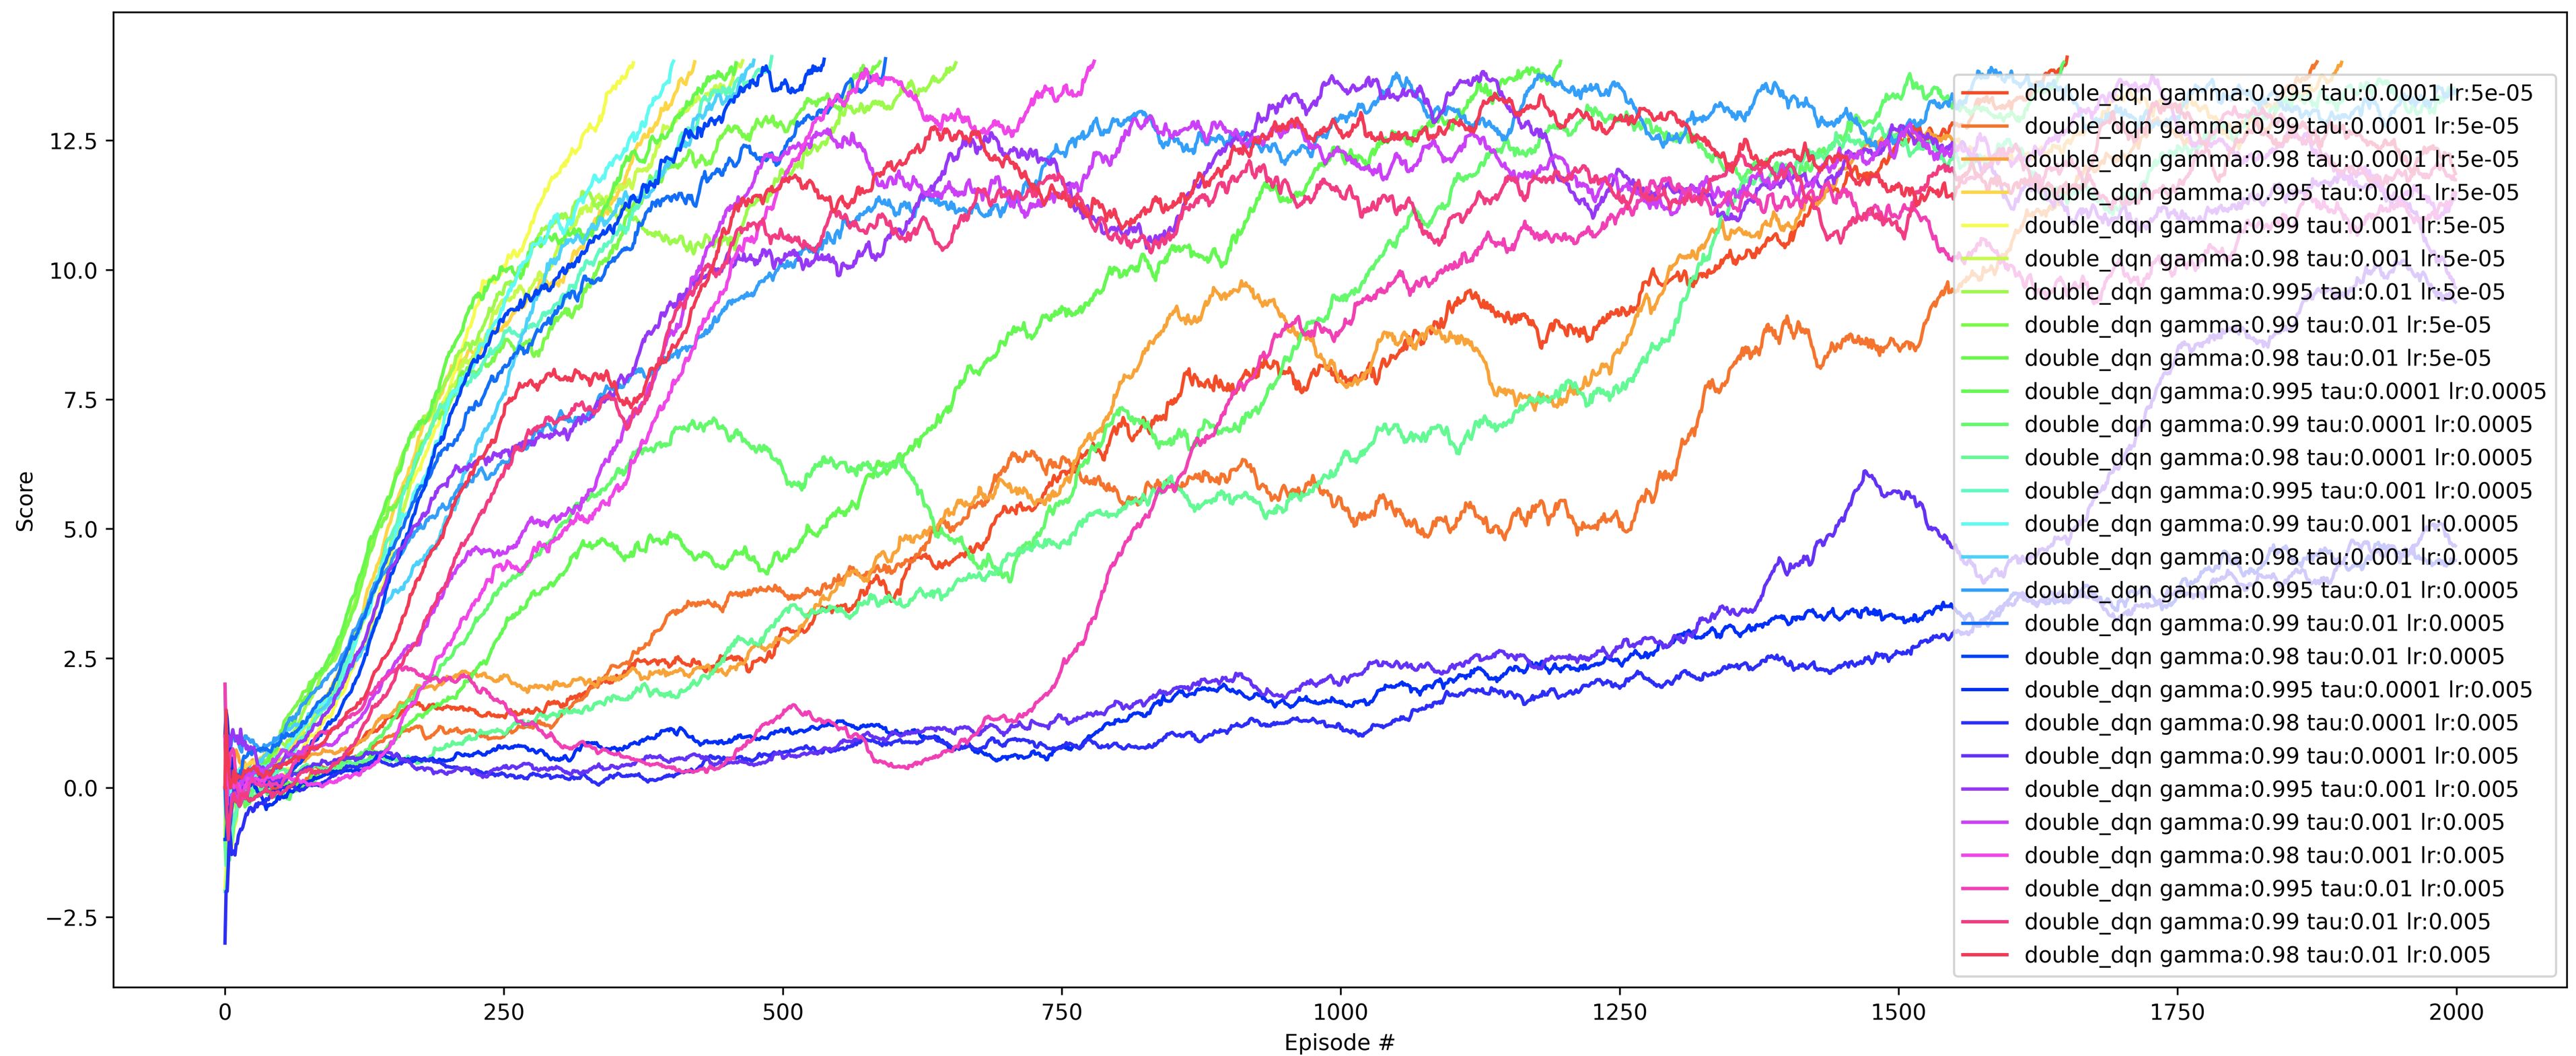 Score
12.5
10.0
7.5
5.0
2.5
0.0
−2.5
double_dqn gamma:0.995 tau:0.0001 lr:5e-05
double_dqn gamma:0.99 tau:0.0001 lr:5e-05
double_dqn gamma:0.98 tau:0.0001 lr:5e-05
double_dqn gamma:0.995 tau:0.001 lr:5e-05
double_dqn gamma:0.99 tau:0.001 lr:5e-05
double_dqn gamma:0.98 tau:0.001 lr:5e-05
double_dqn gamma:0.995 tau:0.01 lr:5e-05
double_dqn gamma:0.99 tau:0.01 lr:5e-05
double_dqn gamma:0.98 tau:0.01 lr:5e-05
double_dqn gamma:0.995 tau:0.0001 lr:0.0005
double_dqn gamma:0.99 tau:0.0001 lr:0.0005
double_dqn gamma:0.98 tau:0.0001 lr:0.0005
double_dqn gamma:0.995 tau:0.001 lr:0.0005
double_dqn gamma:0.99 tau:0.001 lr:0.0005
double_dqn gamma:0.98 tau:0.001 lr:0.0005
double_dqn gamma:0.995 tau:0.01 lr:0.0005
double_dqn gamma:0.99 tau:0.01 lr:0.0005
double_dqn gamma:0.98 tau:0.01 lr:0.0005
double_dqn gamma:0.995 tau:0.0001 lr:0.005
double_dqn gamma:0.98 tau:0.0001 lr:0.005
double_dqn gamma:0.99 tau:0.0001 lr:0.005
double_dqn gamma:0.995 tau:0.001 lr:0.005
double_dqn gamma:0.99 tau:0.001 lr:0.005
double_dqn gamma:0.98 tau:0.001 lr:0.005
double_dqn gamma:0.995 tau:0.01 lr:0.005
double_dqn gamma:0.99 tau:0.01 lr:0.005
double_dqn gamma:0.98 tau:0.01 lr:0.005
0 250 500 750 1000 1250 1500 1750 2000
Episode #